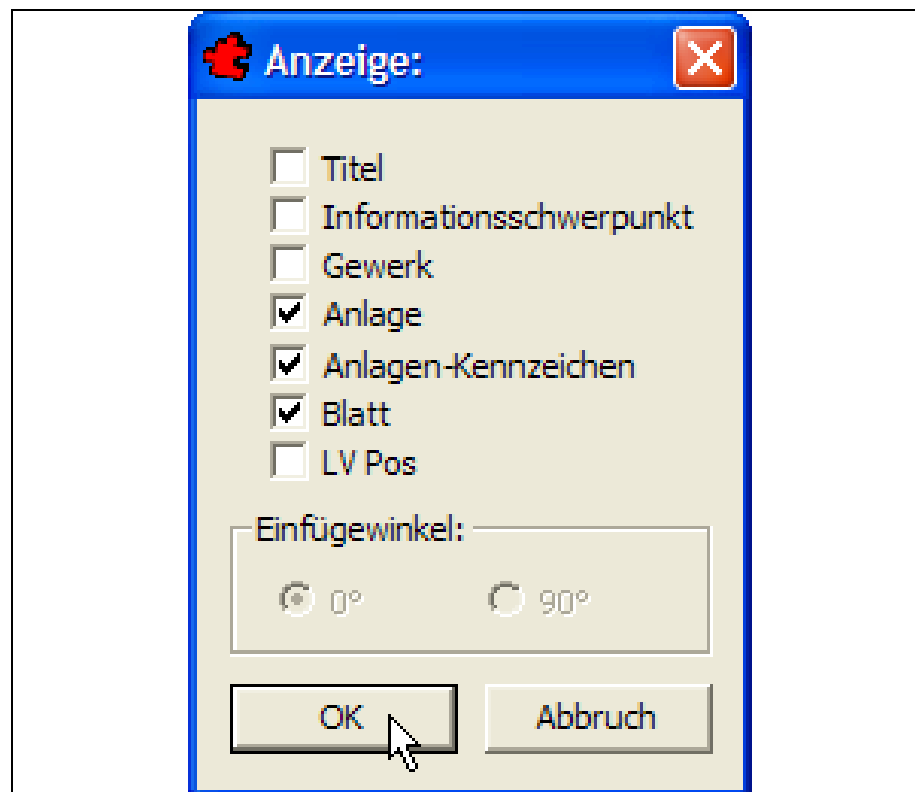 Anzeige:
Titel
Informationsschwerpunkt
Gewerk
Anlage
Anlagen-Kennzeichen
Blatt
LV Pos
Einfügewinkel:
0° 90°
OK Abbruch